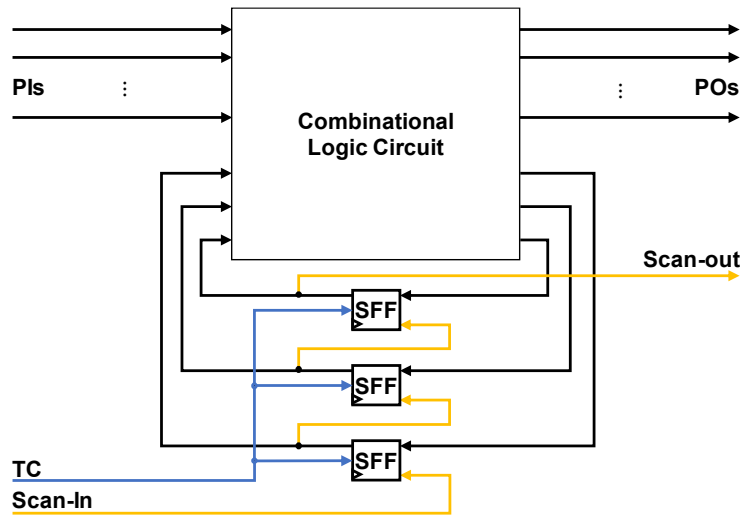 PIs
⋮
Combinational
Logic Circuit
⋮
POs
Scan-out
SFF
SFF
SFF
TC
Scan-In